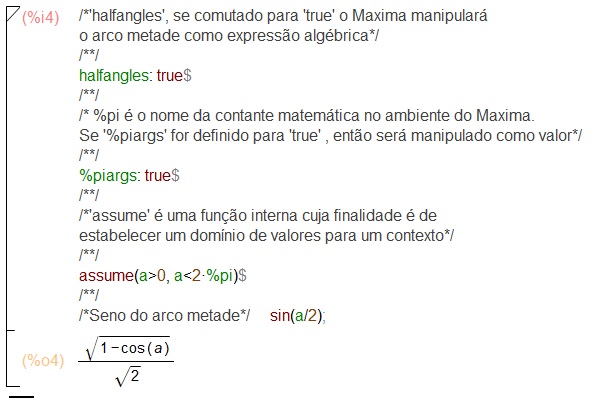 (%i4) /*'halfangles', se comutado para 'true' o Maxima manipulará
o arco metade como expressão algébrica*/
/**/
halfangles: true$
/**/
/* %pi é o nome da contante matemática no ambiente do Maxima.
Se '%piargs' for definido para 'true' , então será manipulado como valor*/
/**/
%piargs: true$
/**/
/*'assume' é uma função interna cuja finalidade é de
estabelecer um domínio de valores para um contexto*/
/**/
assume(a>0, a<2·%pi)$
/**/
/*Seno do arco metade*/ sin(a/2);
(%o4) √(1-cos(a))
√2